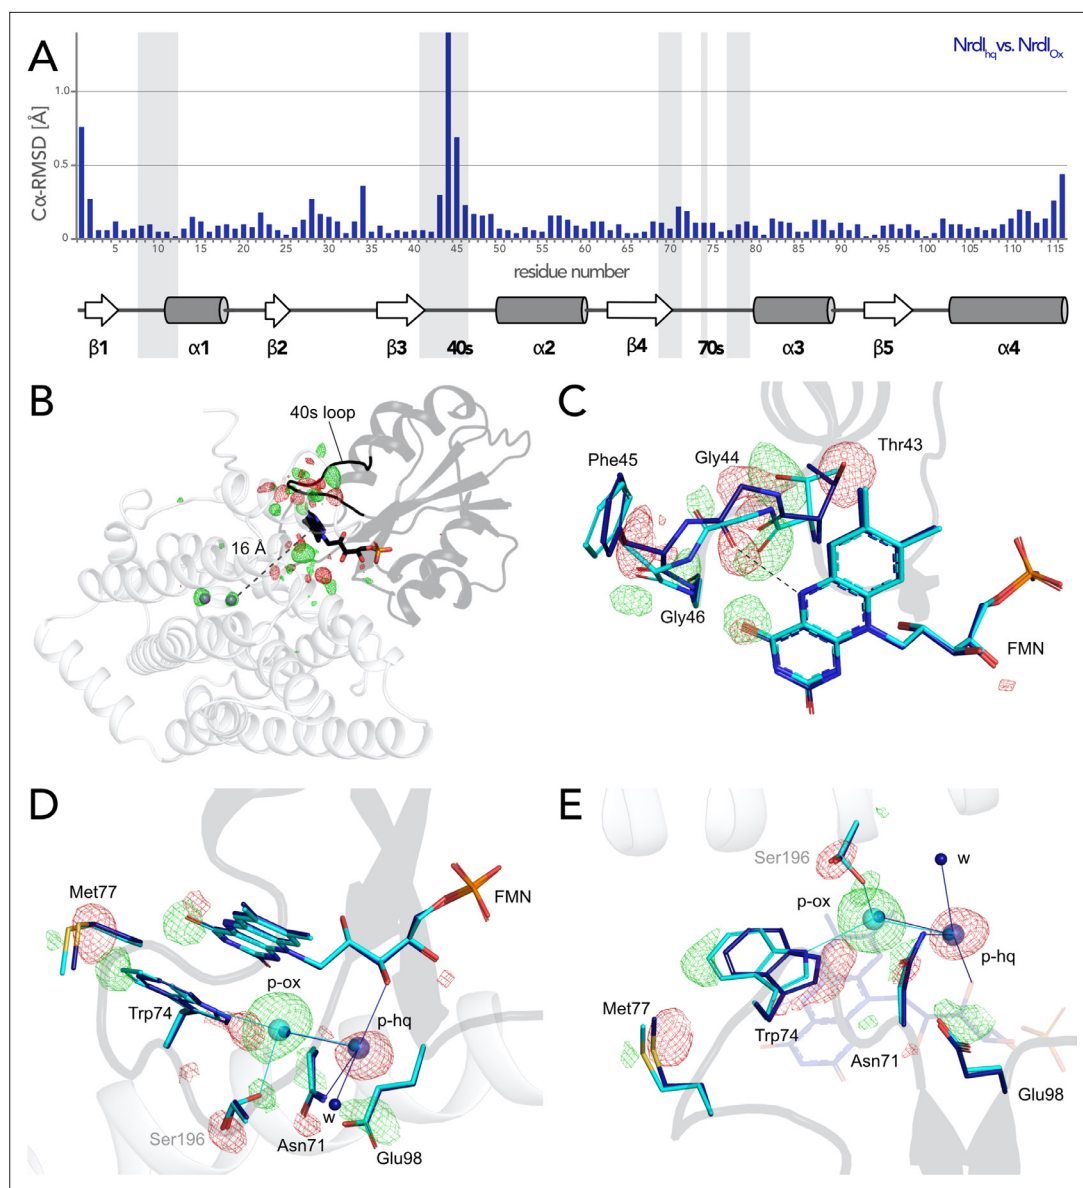 A
NrdI_hq vs. NrdI_Ox
Cα-RMSD [Å]
1.0
0.5
0
5 10 15 20 25 30 35 40 45 50 55 60 65 70 75 80 85 90 95 100 105 110 115
residue number
β1 α1 β2 β3 40s α2 β4 70s α3 β5 α4
B
40s loop
16 Å
C
Phe45
Gly44
Thr43
Gly46
FMN
D
Met77
FMN
p-ox
Trp74
p-hq
w
Ser196
Asn71
Glu98
E
Ser196
w
p-ox
p-hq
Met77
Trp74
Asn71
Glu98